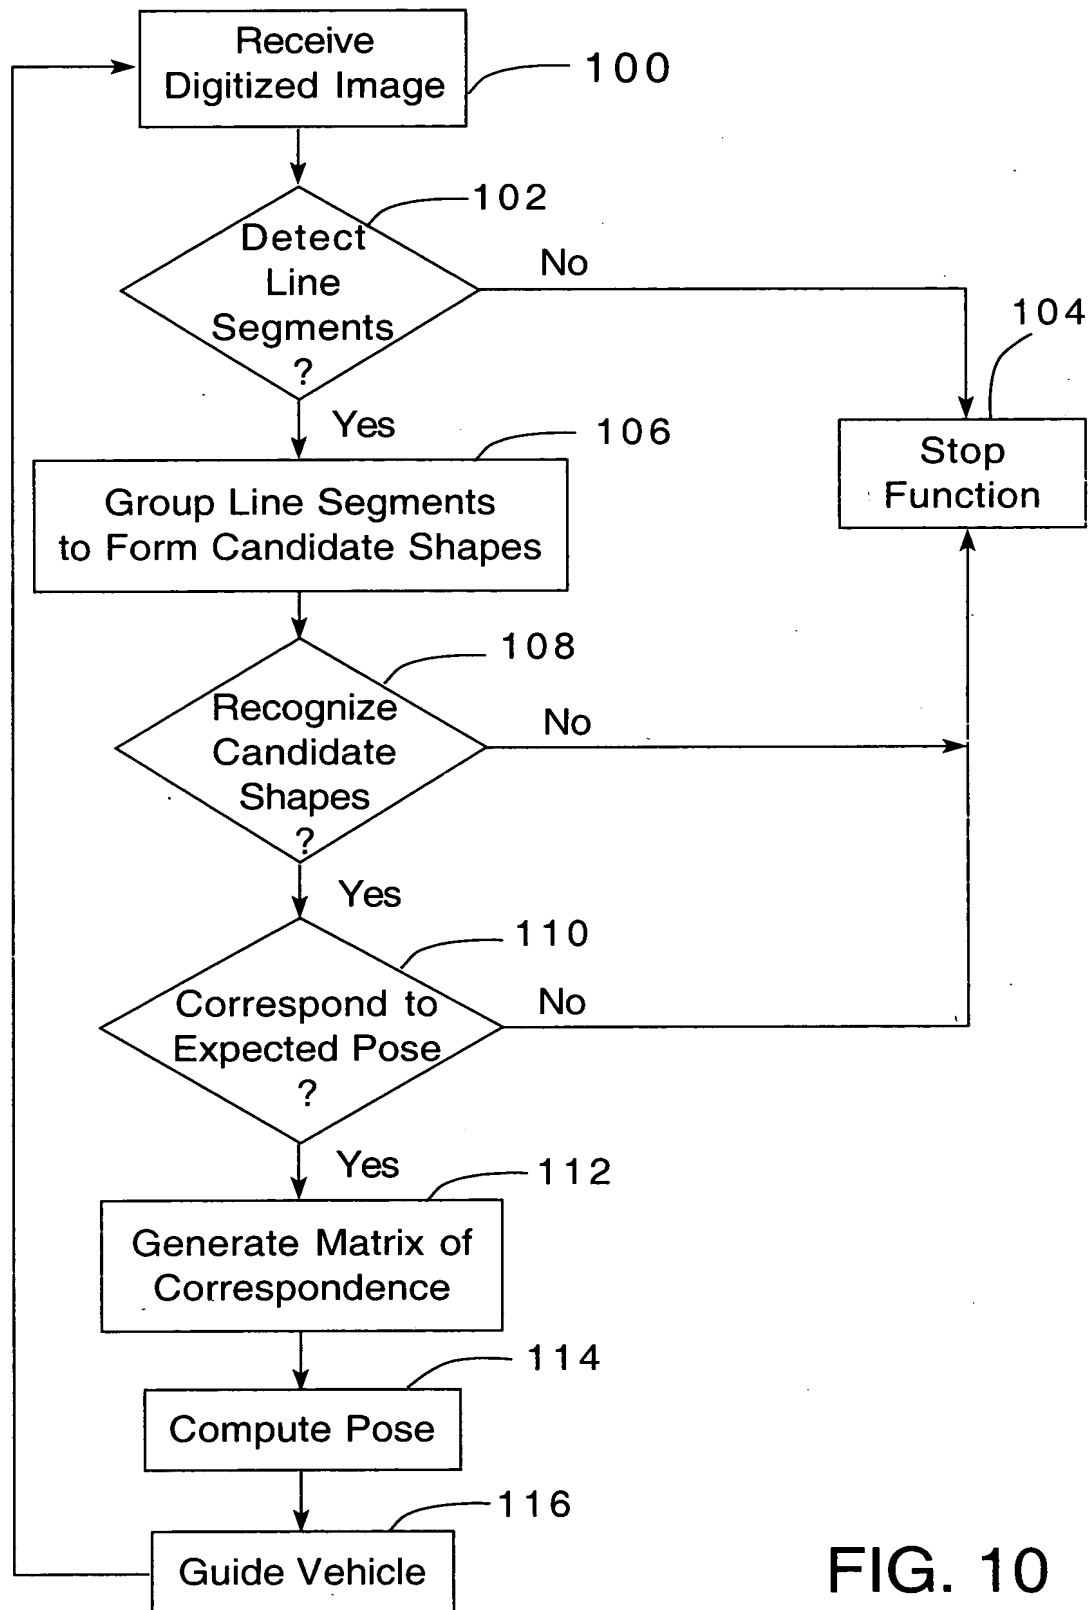 Receive
Digitized Image
100
102
Detect
Line
Segments
?
No
104
Stop
Function
Yes
106
Group Line Segments
to Form Candidate Shapes
108
Recognize
Candidate
Shapes
?
No
Yes
110
Correspond to
Expected Pose
?
No
Yes
112
Generate Matrix of
Correspondence
114
Compute Pose
116
Guide Vehicle
FIG. 10